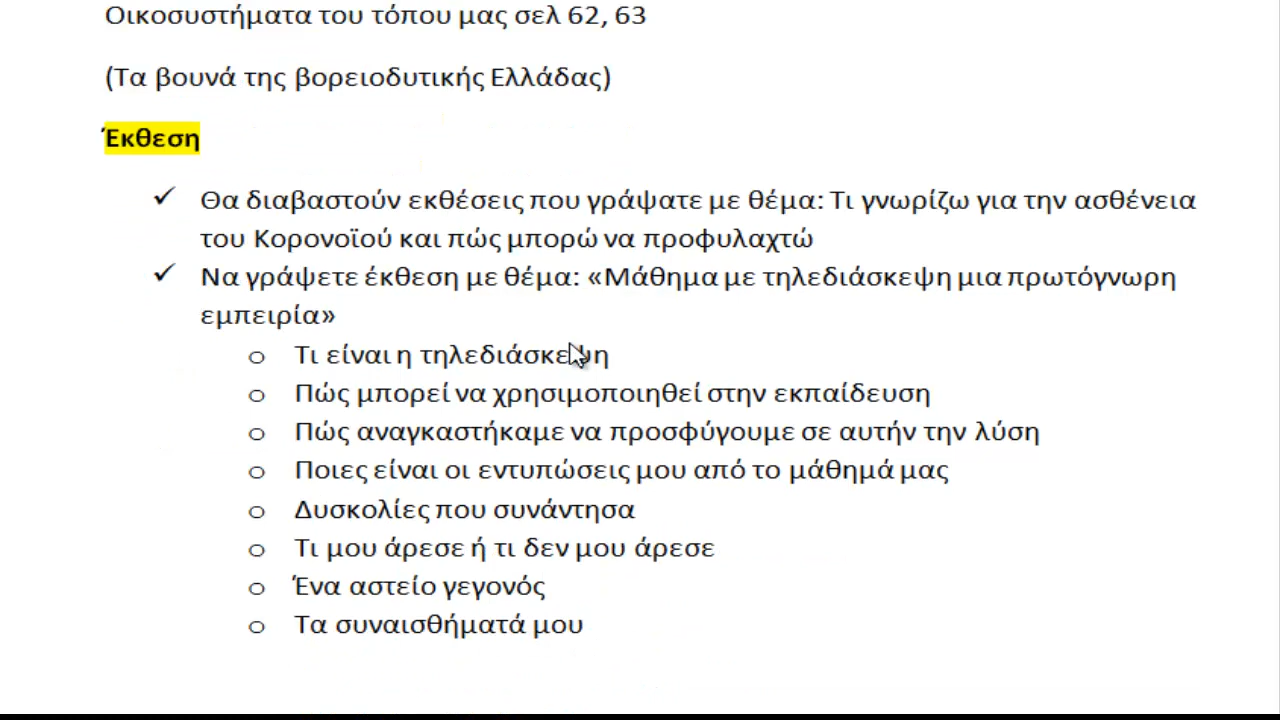 Οικοσυστήματα του τόπου μας σελ 62, 63
(Τα βουνά της βορειοδυτικής Ελλάδας)
Έκθεση
✓ Θα διαβαστούν εκθέσεις που γράψατε με θέμα: Τι γνωρίζω για την ασθένεια
του Κορονοϊού και πώς μπορώ να προφυλαχτώ
✓ Να γράψετε έκθεση με θέμα: «Μάθημα με τηλεδιάσκεψη μια πρωτόγνωρη
εμπειρία»
o Τι είναι η τηλεδιάσκεψη
o Πώς μπορεί να χρησιμοποιηθεί στην εκπαίδευση
o Πώς αναγκαστήκαμε να προσφύγουμε σε αυτήν την λύση
o Ποιες είναι οι εντυπώσεις μου από το μάθημά μας
o Δυσκολίες που συνάντησα
o Τι μου άρεσε ή τι δεν μου άρεσε
o Ένα αστείο γεγονός
o Τα συναισθήματά μου